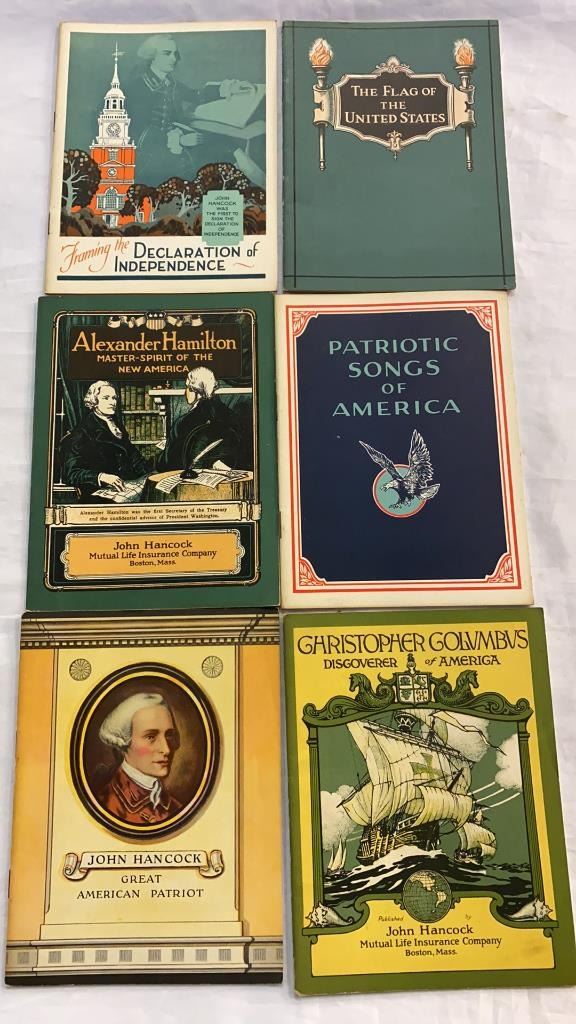 JOHN
HANCOCK
WAS
THE FIRST TO
SIGN THE
DECLARATION
OF
INDEPENDENCE
Framing the DECLARATION of
INDEPENDENCE
THE FLAG OF
THE
UNITED STATES
Alexander Hamilton
MASTER-SPIRIT OF THE
NEW AMERICA
Alexander Hamilton was the first Secretary of the Treasury
and the confidential advisor of President Washington.
John Hancock
Mutual Life Insurance Company
Boston, Mass.
PATRIOTIC
SONGS
OF
AMERICA
JOHN HANCOCK
GREAT
AMERICAN PATRIOT
CHRISTOPHER COLUMBUS
DISCOVERER of AMERICA
Published by
John Hancock
Mutual Life Insurance Company
Boston, Mass.